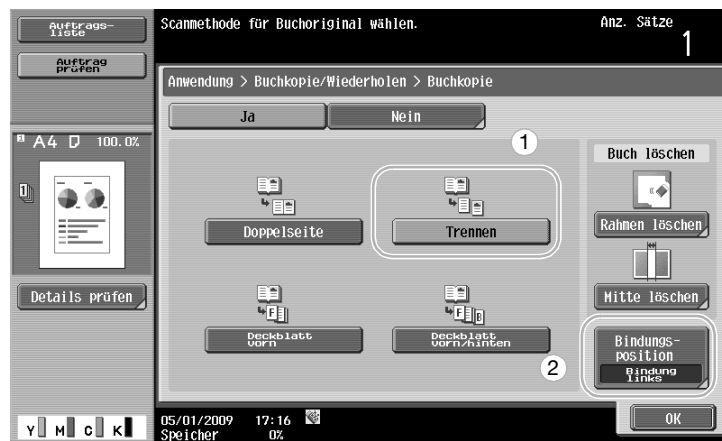 Auftrags-
liste
Auftrag
prüfen
Scanmethode für Buchoriginal wählen.
Anz. Sätze
1
Anwendung > Buchkopie/Wiederholen > Buchkopie
Ja
Nein
A4 100.0%
1
Buch löschen
Doppelseite
Trennen
Rahmen löschen
Mitte löschen
Details prüfen
F
Deckblatt
vorn
F B
Deckblatt
vorn/hinten
2
Bindungs-
position
Bindung
links
OK
Y M C K
05/01/2009 17:16
Speicher 0%